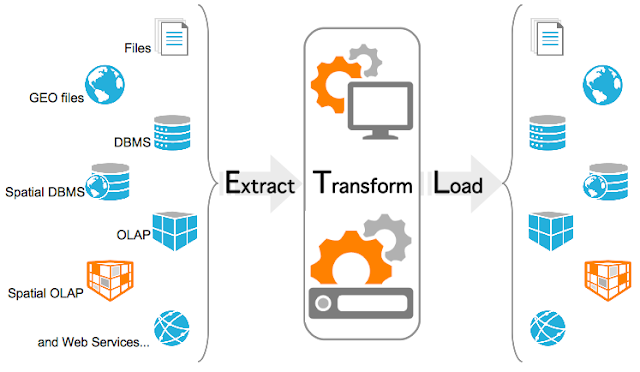 Files
GEO files
DBMS
Spatial DBMS
OLAP
Spatial OLAP
and Web Services...
Extract
Transform
Load